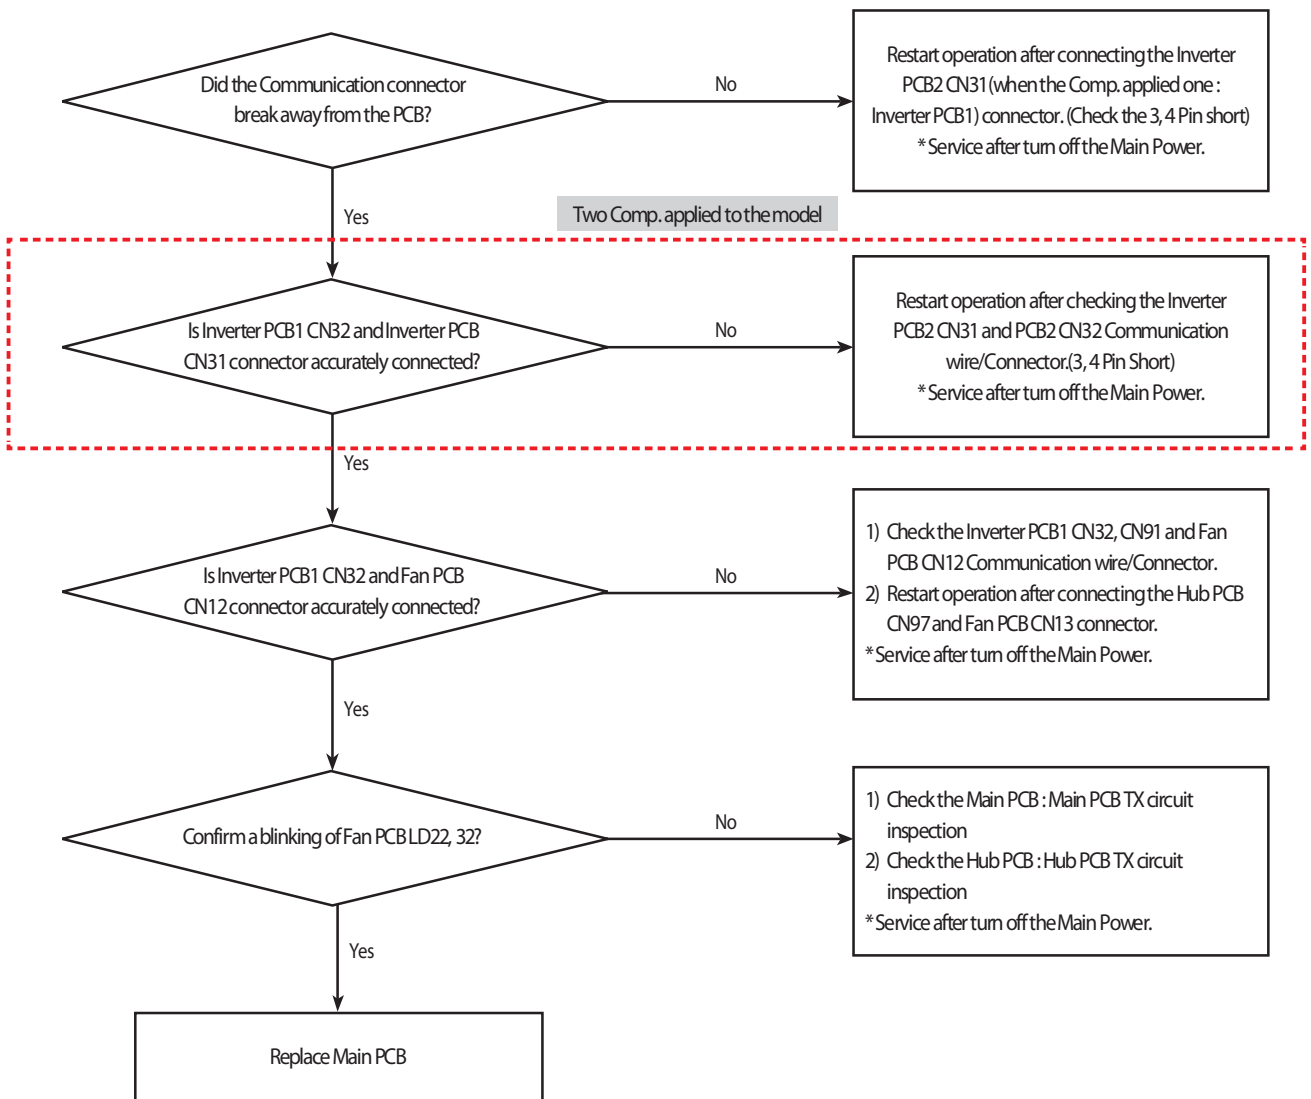 Did the Communication connector
break away from the PCB?
No
Restart operation after connecting the Inverter
PCB2 CN31(when the Comp. applied one :
Inverter PCB1) connector. (Check the 3, 4 Pin short)
* Service after turn off the Main Power.
Yes
Two Comp. applied to the model
Is Inverter PCB1 CN32 and Inverter PCB
CN31 connector accurately connected?
No
Restart operation after checking the Inverter
PCB2 CN31 and PCB2 CN32 Communication
wire/Connector.(3, 4 Pin Short)
* Service after turn off the Main Power.
Yes
Is Inverter PCB1 CN32 and Fan PCB
CN12 connector accurately connected?
No
1) Check the Inverter PCB1 CN32, CN91 and Fan
PCB CN12 Communication wire/Connector.
2) Restart operation after connecting the Hub PCB
CN97 and Fan PCB CN13 connector.
* Service after turn off the Main Power.
Yes
Confirm a blinking of Fan PCB LD22, 32?
No
1) Check the Main PCB : Main PCB TX circuit
inspection
2) Check the Hub PCB : Hub PCB TX circuit
inspection
* Service after turn off the Main Power.
Yes
Replace Main PCB